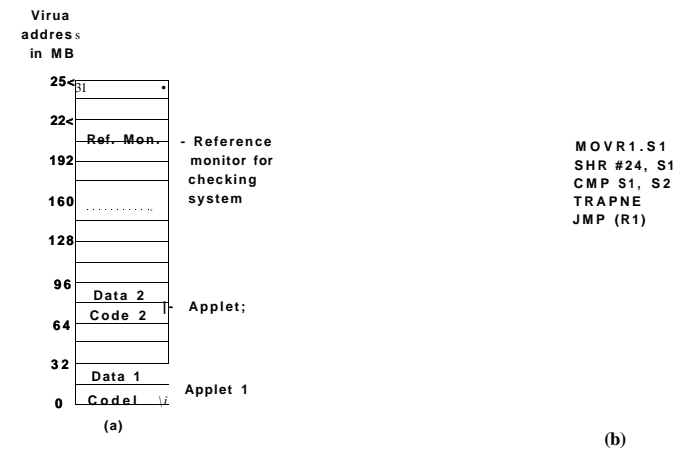 Virua
address
in MB
25<
31 •
22<
Ref. Mon.
- Reference
monitor for
checking
system
192
160
128
96
Data 2
|- Applet;
Code 2
64
32
Data 1
Applet 1
Codel \i
0
(a)
MOVR1.S1
SHR #24, S1
CMP S1, S2
TRAPNE
JMP (R1)
(b)